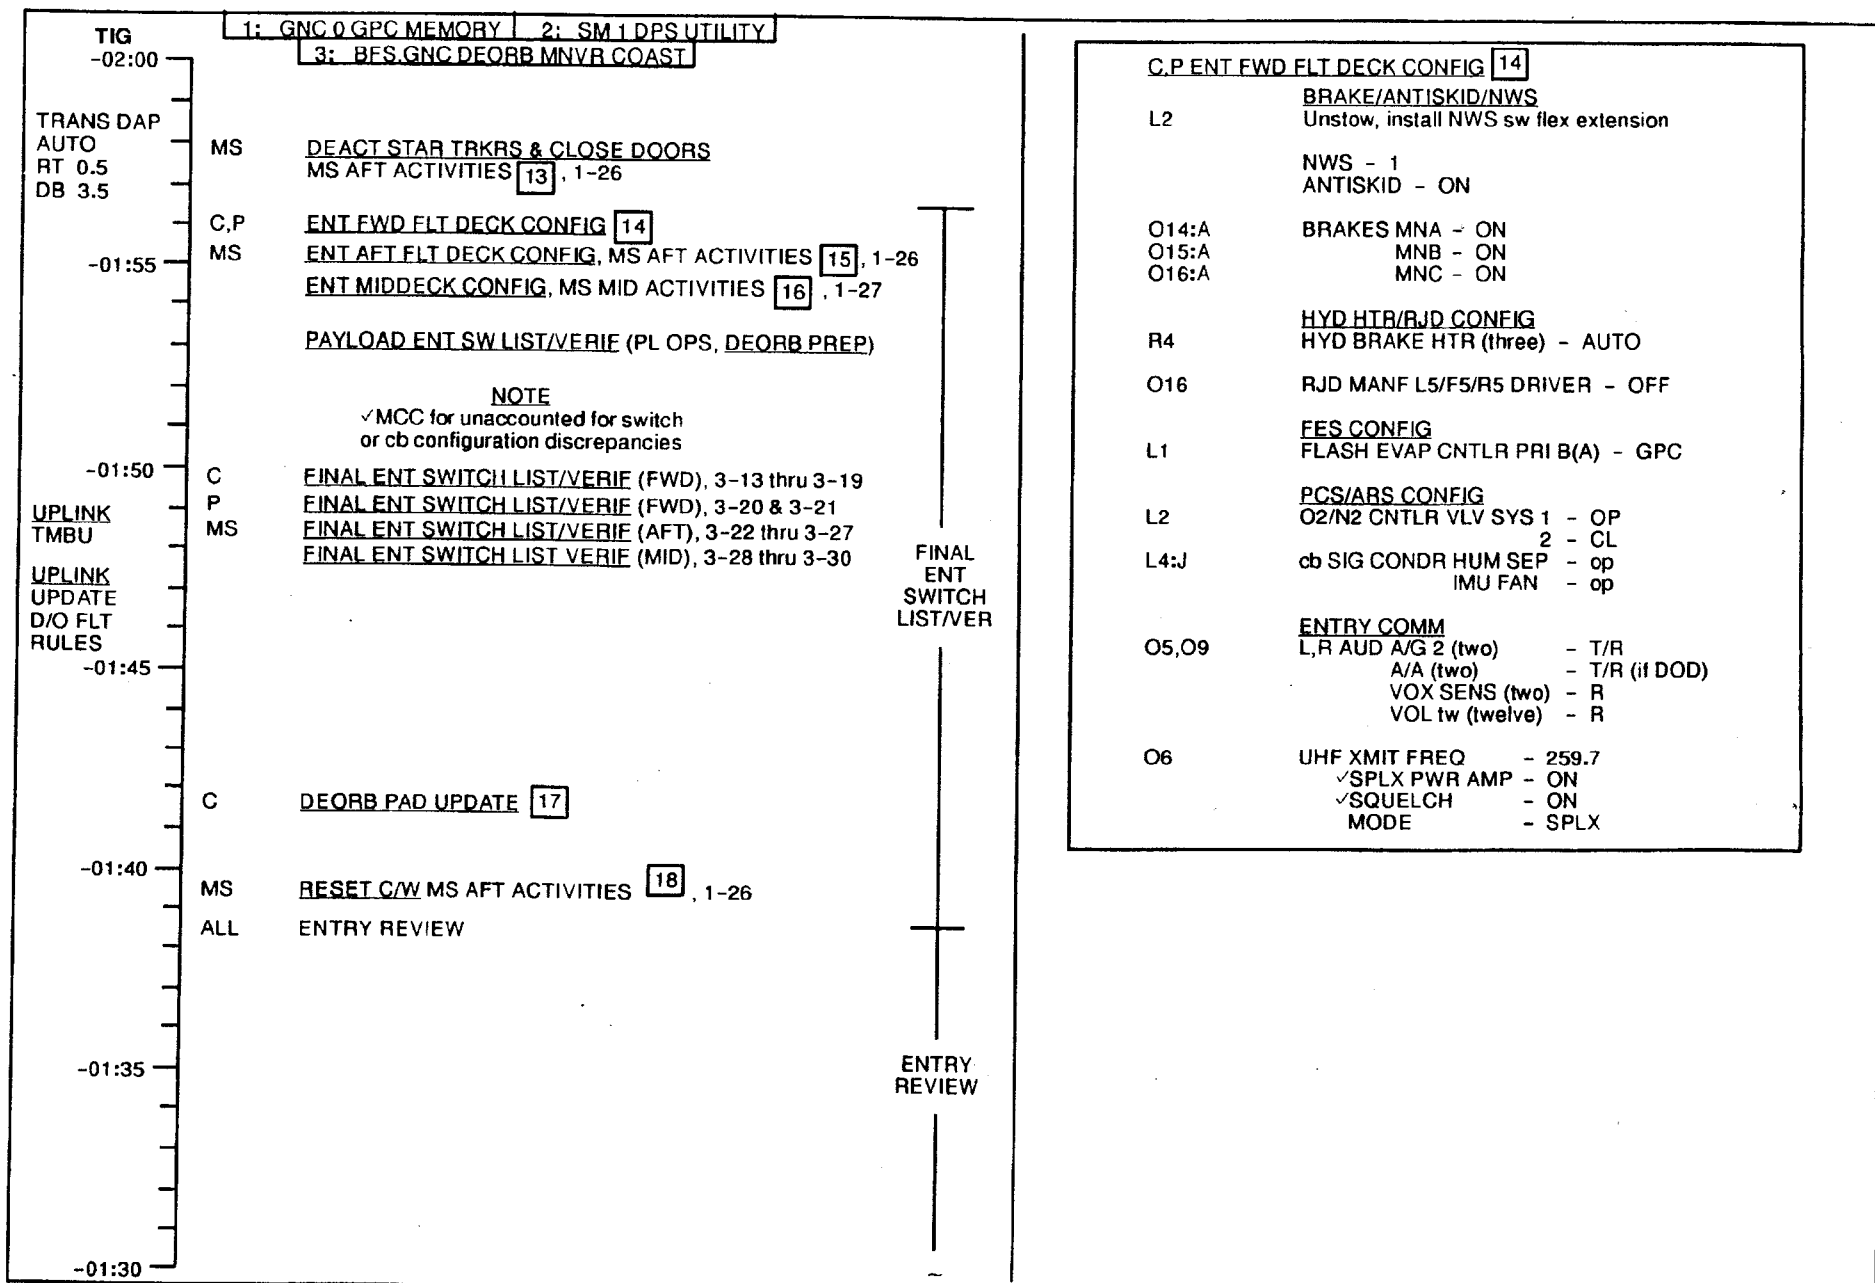 TIG
1: GNC 0 GPC MEMORY 2: SM 1 DPS UTILITY
3: BFS,GNC DEORB MNVR COAST
-02:00
TRANS DAP
AUTO
RT 0.5
DB 3.5
MS DEACT STAR TRKRS & CLOSE DOORS
MS AFT ACTIVITIES 13 , 1-26
C,P ENT FWD FLT DECK CONFIG 14
MS ENT AFT FLT DECK CONFIG, MS AFT ACTIVITIES 15 , 1-26
-01:55
ENT MIDDECK CONFIG, MS MID ACTIVITIES 16 , 1-27
PAYLOAD ENT SW LIST/VERIF (PL OPS, DEORB PREP)
NOTE
✓MCC for unaccounted for switch
or cb configuration discrepancies
-01:50
C FINAL ENT SWITCH LIST/VERIF (FWD), 3-13 thru 3-19
P FINAL ENT SWITCH LIST/VERIF (FWD), 3-20 & 3-21
MS FINAL ENT SWITCH LIST/VERIF (AFT), 3-22 thru 3-27
FINAL ENT SWITCH LIST VERIF (MID), 3-28 thru 3-30
UPLINK
TMBU
UPLINK
UPDATE
D/O FLT
RULES
FINAL
ENT
SWITCH
LIST/VER
-01:45
C DEORB PAD UPDATE 17
-01:40
MS RESET C/W MS AFT ACTIVITIES 18 , 1-26
ALL ENTRY REVIEW
-01:35
ENTRY
REVIEW
-01:30
~
C,P ENT FWD FLT DECK CONFIG 14
BRAKE/ANTISKID/NWS
L2 Unstow, install NWS sw flex extension
NWS - 1
ANTISKID - ON
O14:A BRAKES MNA - ON
O15:A MNB - ON
O16:A MNC - ON
HYD HTR/RJD CONFIG
R4 HYD BRAKE HTR (three) - AUTO
O16 RJD MANF L5/F5/R5 DRIVER - OFF
FES CONFIG
L1 FLASH EVAP CNTLR PRI B(A) - GPC
PCS/ARS CONFIG
L2 O2/N2 CNTLR VLV SYS 1 - OP
2 - CL
L4:J cb SIG CONDR HUM SEP - op
IMU FAN - op
ENTRY COMM
O5,O9 L,R AUD A/G 2 (two) - T/R
A/A (two) - T/R (if DOD)
VOX SENS (two) - R
VOL tw (twelve) - R
O6 UHF XMIT FREQ - 259.7
✓SPLX PWR AMP - ON
✓SQUELCH - ON
MODE - SPLX